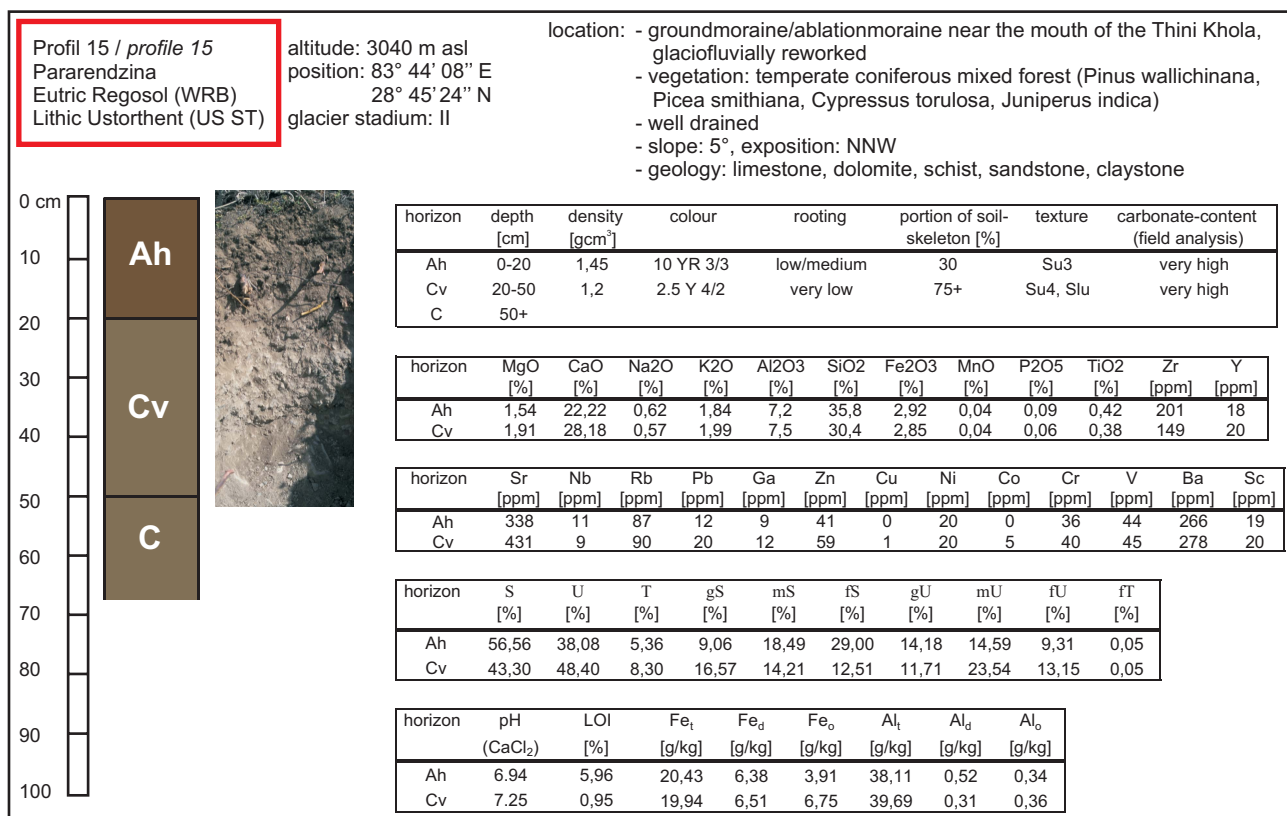 Profil 15 / profile 15
Pararendzina
Eutric Regosol (WRB)
Lithic Ustorthent (US ST)
altitude: 3040 m asl
position: 83° 44' 08'' E
28° 45' 24'' N
glacier stadium: II
location: - groundmoraine/ablationmoraine near the mouth of the Thini Khola,
glaciofluvially reworked
- vegetation: temperate coniferous mixed forest (Pinus wallichinana,
Picea smithiana, Cypressus torulosa, Juniperus indica)
- well drained
- slope: 5°, exposition: NNW
- geology: limestone, dolomite, schist, sandstone, claystone
0 cm
10
20
30
40
50
60
70
80
90
100
Ah
Cv
C
horizon depth density colour rooting portion of soil- texture carbonate-content
[cm] [gcm³] skeleton [%] (field analysis)
Ah 0-20 1,45 10 YR 3/3 low/medium 30 Su3 very high
Cv 20-50 1,2 2.5 Y 4/2 very low 75+ Su4, Slu very high
C 50+
horizon MgO CaO Na2O K2O Al2O3 SiO2 Fe2O3 MnO P2O5 TiO2 Zr Y
[%] [%] [%] [%] [%] [%] [%] [%] [%] [%] [ppm] [ppm]
Ah 1,54 22,22 0,62 1,84 7,2 35,8 2,92 0,04 0,09 0,42 201 18
Cv 1,91 28,18 0,57 1,99 7,5 30,4 2,85 0,04 0,06 0,38 149 20
horizon Sr Nb Rb Pb Ga Zn Cu Ni Co Cr V Ba Sc
[ppm] [ppm] [ppm] [ppm] [ppm] [ppm] [ppm] [ppm] [ppm] [ppm] [ppm] [ppm] [ppm]
Ah 338 11 87 12 9 41 0 20 0 36 44 266 19
Cv 431 9 90 20 12 59 1 20 5 40 45 278 20
horizon S U T gS mS fS gU mU fU fT
[%] [%] [%] [%] [%] [%] [%] [%] [%] [%]
Ah 56,56 38,08 5,36 9,06 18,49 29,00 14,18 14,59 9,31 0,05
Cv 43,30 48,40 8,30 16,57 14,21 12,51 11,71 23,54 13,15 0,05
horizon pH LOI Feₜ Fe_d Feₒ Alₜ Al_d Alₒ
(CaCl₂) [%] [g/kg] [g/kg] [g/kg] [g/kg] [g/kg] [g/kg]
Ah 6.94 5,96 20,43 6,38 3,91 38,11 0,52 0,34
Cv 7.25 0,95 19,94 6,51 6,75 39,69 0,31 0,36